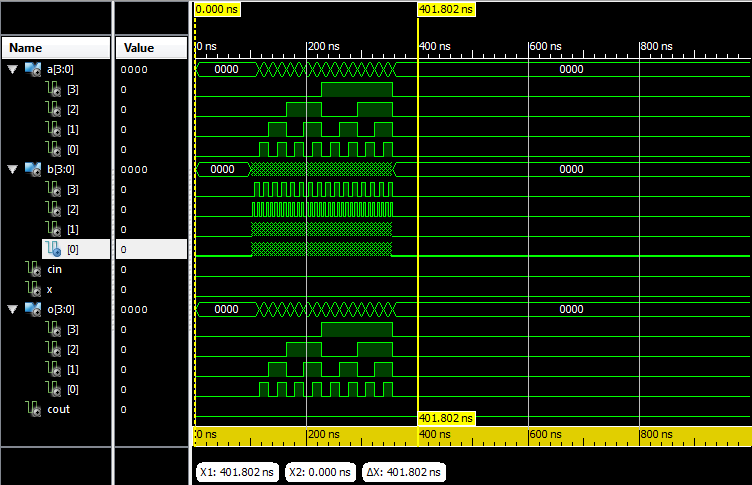 0.000 ns 401.802 ns
Name Value 0 ns 200 ns 400 ns 600 ns 800 ns
a[3:0] 0000 0000 0000
[3] 0
[2] 0
[1] 0
[0] 0
b[3:0] 0000 0000 0000
[3] 0
[2] 0
[1] 0
[0] 0
cin 0
x 0
o[3:0] 0000 0000 0000
[3] 0
[2] 0
[1] 0
[0] 0
cout 0
401.802 ns
0 ns 200 ns 400 ns 600 ns 800 ns
X1: 401.802 ns X2: 0.000 ns ΔX: 401.802 ns